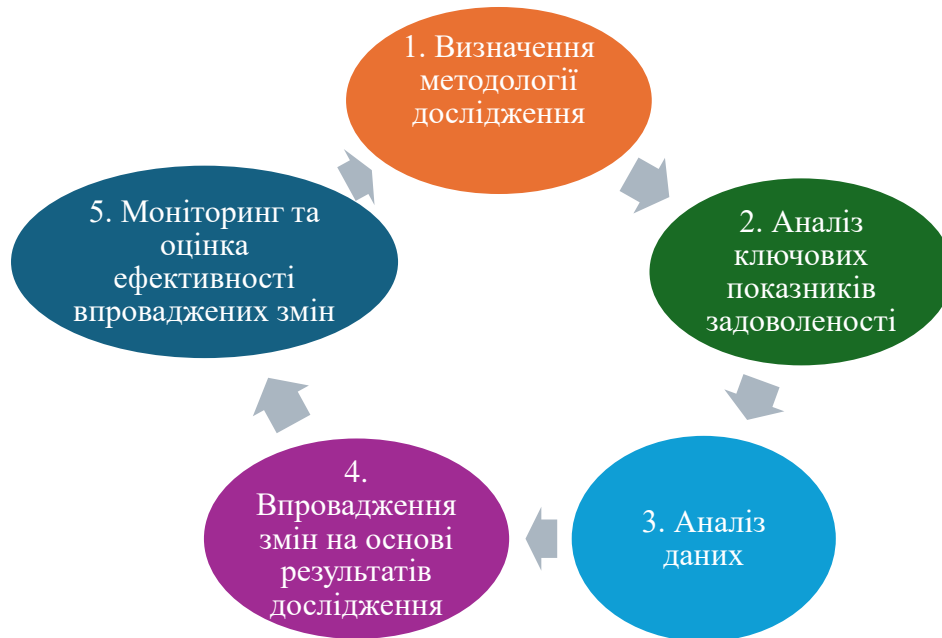 1. Визначення
методології
дослідження
2. Аналіз
ключових
показників
задоволеності
3. Аналіз
даних
4.
Впровадження
змін на основі
результатів
дослідження
5. Моніторинг та
оцінка
ефективності
впроваджених змін